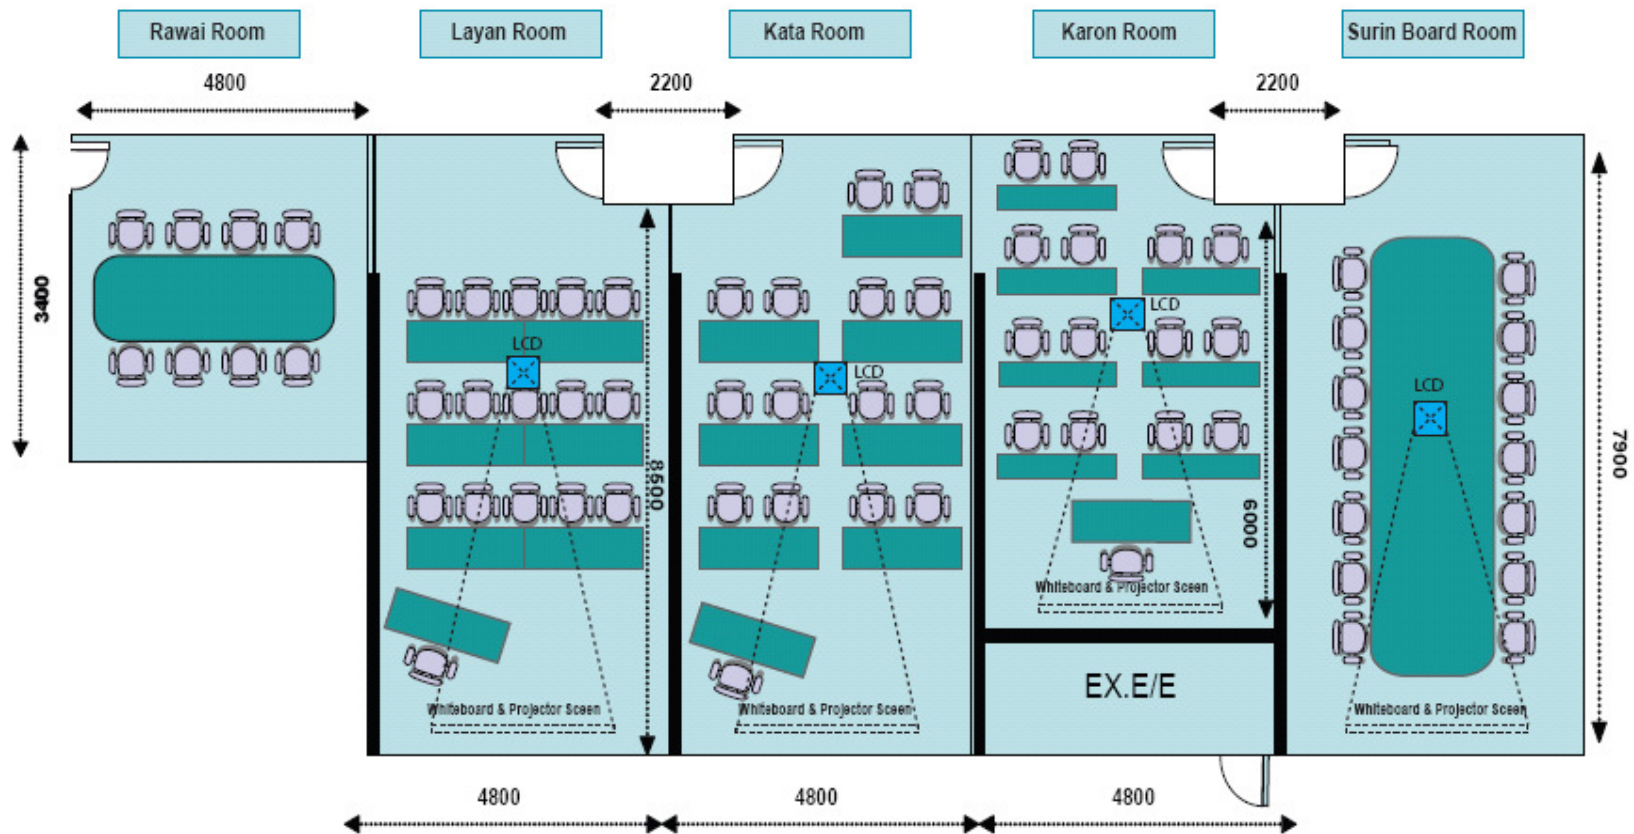 Rawai Room
Layan Room
Kata Room
Karon Room
Surin Board Room
4800
2200
2200
3400
LCD
LCD
LCD
LCD
8500
6000
7900
Whiteboard & Projector Sceen
EX.E/E
Whiteboard & Projector Sceen
Whiteboard & Projector Sceen
Whiteboard & Projector Sceen
4800
4800
4800